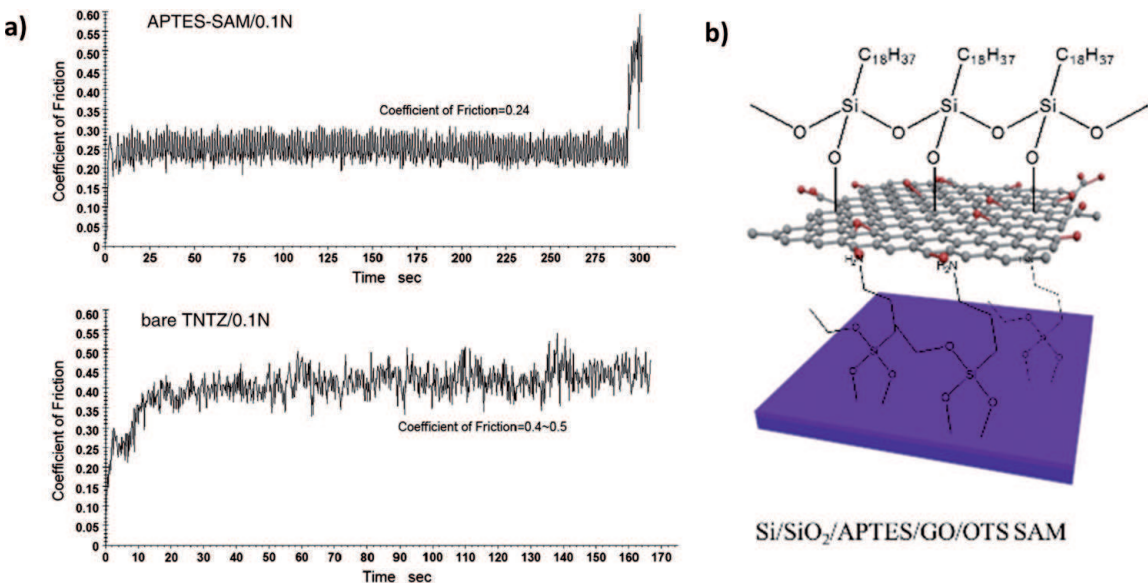 a)
APTES-SAM/0.1N
Coefficient of Friction
0.60
0.55
0.50
0.45
0.40
0.35
0.30
0.25
0.20
0.15
0.10
0.05
0
Coefficient of Friction=0.24
0 25 50 75 100 125 150 175 200 225 250 275 300
Time sec
bare TNTZ/0.1N
Coefficient of Friction
0.60
0.55
0.50
0.45
0.40
0.35
0.30
0.25
0.20
0.15
0.10
0.05
0.00
Coefficient of Friction=0.4~0.5
0 10 20 30 40 50 60 70 80 90 100 110 120 130 140 150 160 170
Time sec
b)
C18H37 C18H37 C18H37
Si Si Si
O O O O
O O O
H2N H2N
O O
Si O Si O
O O Si O O
O O
Si/SiO2/APTES/GO/OTS SAM